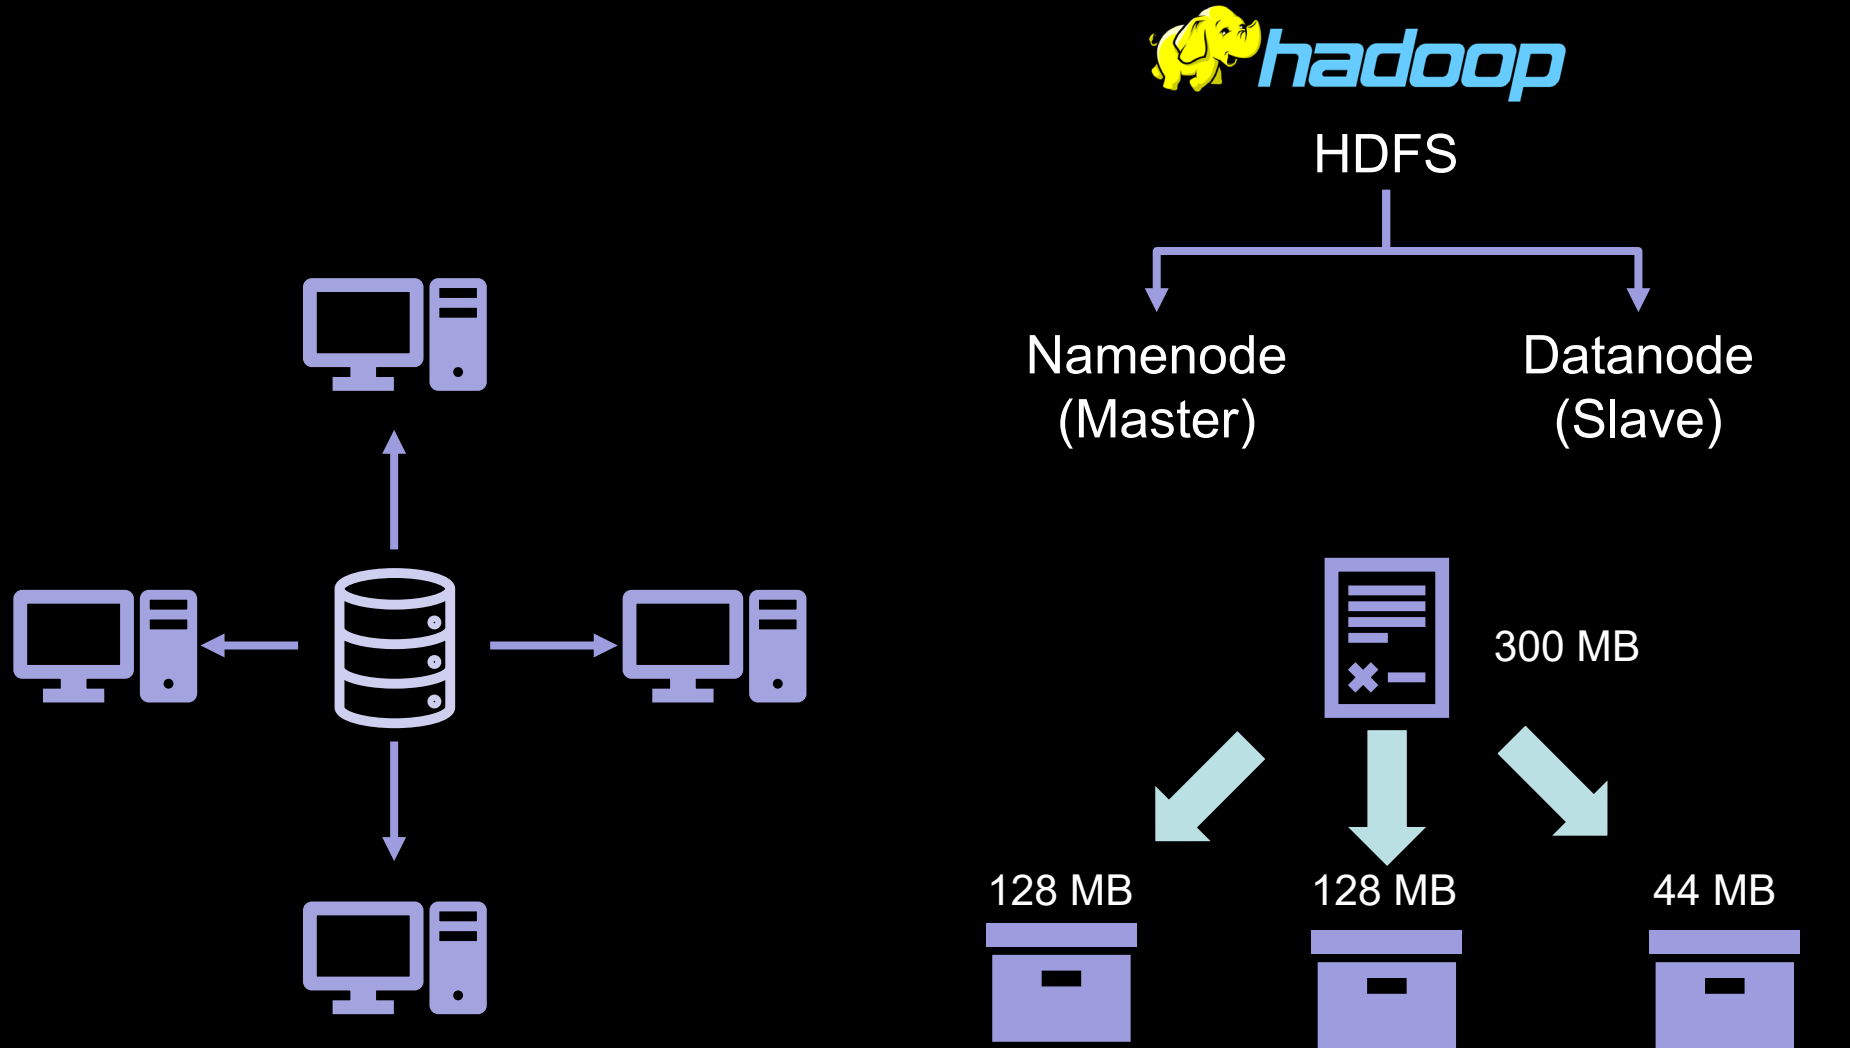 hadoop
HDFS
Namenode
(Master)
Datanode
(Slave)
300 MB
128 MB
128 MB
44 MB